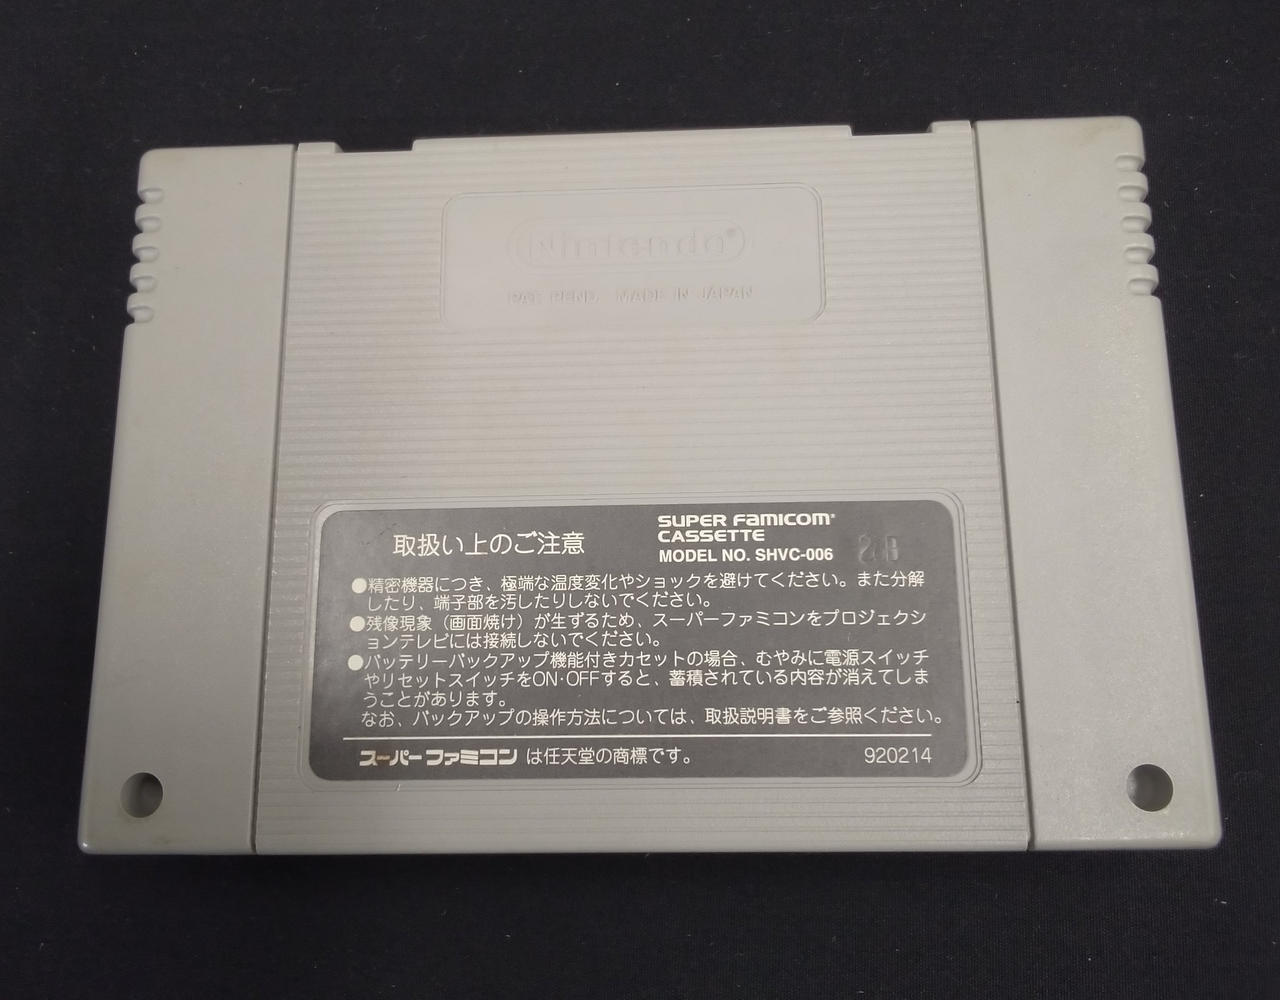 Nintendo®
PAT. PEND. MADE IN JAPAN
取扱い上のご注意
SUPER FAMICOM®
CASSETTE
MODEL NO. SHVC-006
●精密機器につき、極端な温度変化やショックを避けてください。また分解
したり、端子部を汚したりしないでください。
●残像現象（画面焼け）が生ずるため、スーパーファミコンをプロジェクシ
ョンテレビには接続しないでください。
●バッテリーバックアップ機能付きカセットの場合、むやみに電源スイッチ
やリセットスイッチをON・OFFすると、蓄積されている内容が消えてしま
うことがあります。
なお、バックアップの操作方法については、取扱説明書をご参照ください。
スーパーファミコン は任天堂の商標です。
920214